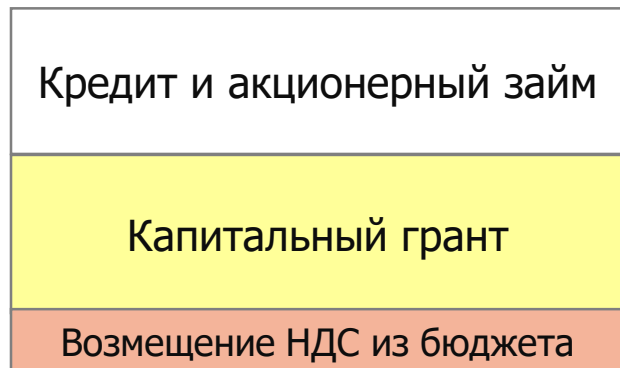 Кредит и акционерный займ
Капитальный грант
Возмещение НДС из бюджета